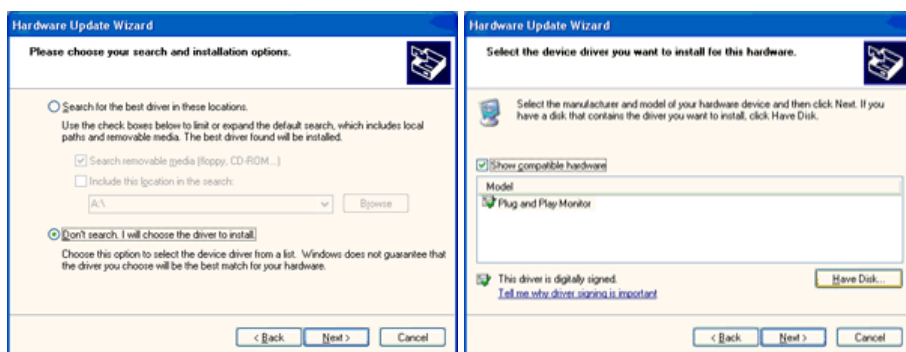 Hardware Update Wizard
Please choose your search and installation options.
Search for the best driver in these locations.
Use the check boxes below to limit or expand the default search, which includes local
paths and removable media. The best driver found will be installed.
Search removable media (floppy, CD-ROM...)
Include this location in the search:
A:\
Browse
Don't search. I will choose the driver to install.
Choose this option to select the device driver from a list. Windows does not guarantee that
the driver you choose will be the best match for your hardware.
< Back
Next >
Cancel
Hardware Update Wizard
Select the device driver you want to install for this hardware.
Select the manufacturer and model of your hardware device and then click Next. If you
have a disk that contains the driver you want to install, click Have Disk.
Show compatible hardware
Model
Plug and Play Monitor
This driver is digitally signed.
Tell me why driver signing is important
Have Disk...
< Back
Next >
Cancel